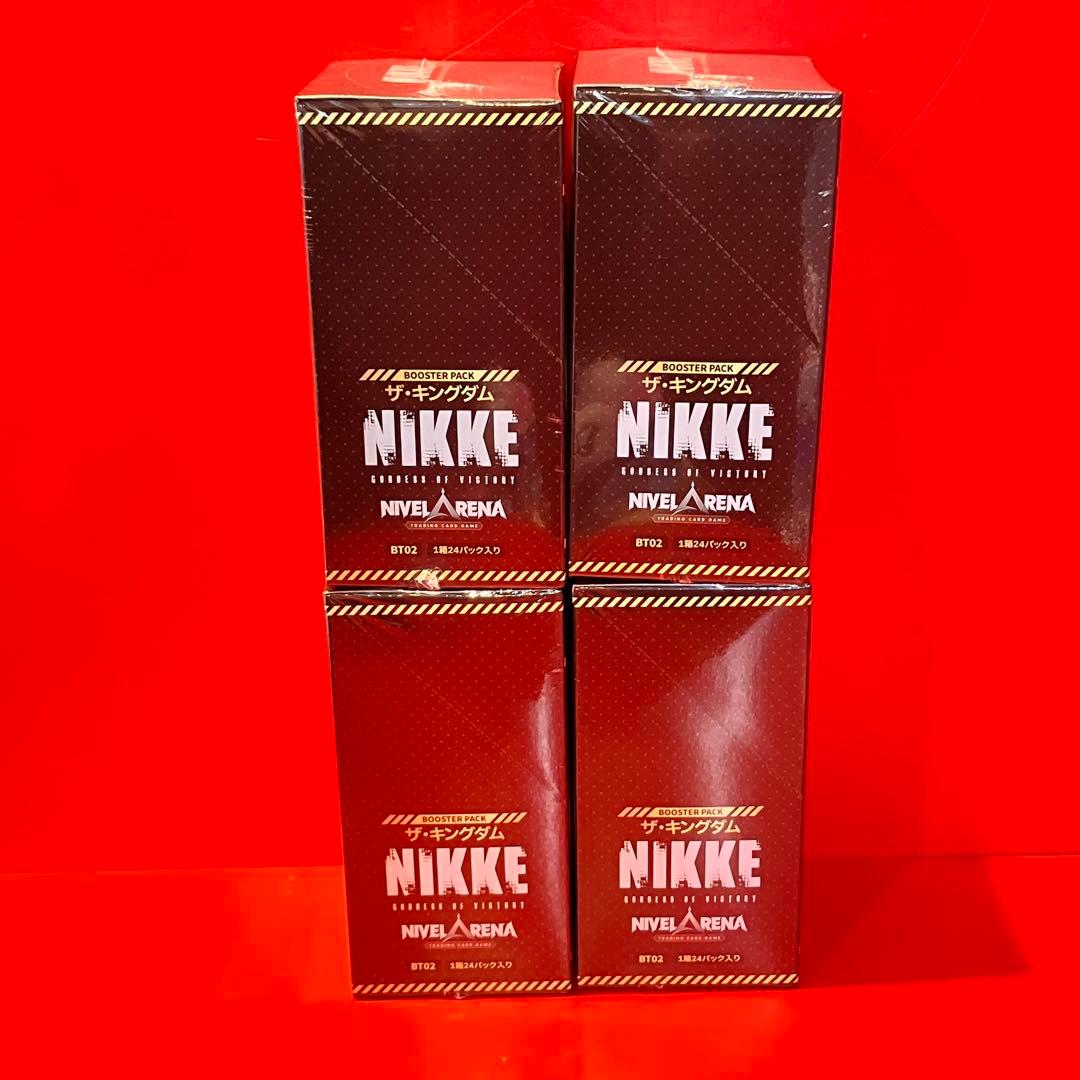 BOOSTER PACK
ザ・キングダム
NIKKE
GODDESS OF VICTORY
NIVEL ARENA
TRADING CARD GAME
BT02 1箱24パック入り
BOOSTER PACK
ザ・キングダム
NIKKE
GODDESS OF VICTORY
NIVEL ARENA
TRADING CARD GAME
BT02 1箱24パック入り
BOOSTER PACK
ザ・キングダム
NIKKE
GODDESS OF VICTORY
NIVEL ARENA
TRADING CARD GAME
BT02 1箱24パック入り
BOOSTER PACK
ザ・キングダム
NIKKE
GODDESS OF VICTORY
NIVEL ARENA
TRADING CARD GAME
BT02 1箱24パック入り